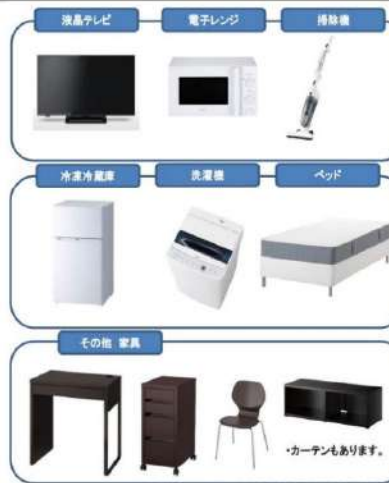 液晶テレビ
電子レンジ
掃除機
冷凍冷蔵庫
洗濯機
ベッド
その他 家具
・カーテンもあります。